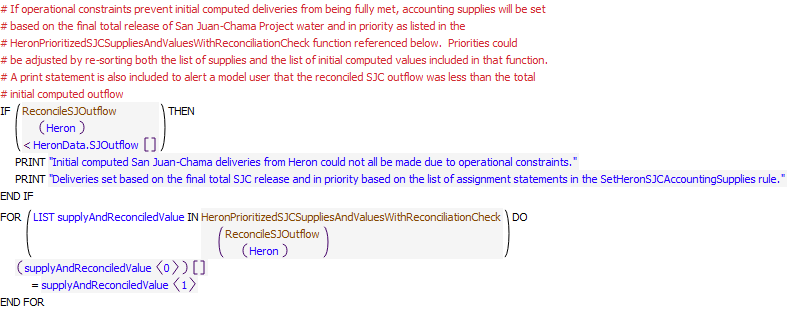 # If operational constraints prevent initial computed deliveries from being fully met, accounting supplies will be set
# based on the final total release of San Juan-Chama Project water and in priority as listed in the
# HeronPrioritizedSJCSuppliesAndValuesWithReconciliationCheck function referenced below. Priorities could
# be adjusted by re-sorting both the list of supplies and the list of initial computed values included in that function.
# A print statement is also included to alert a model user that the reconciled SJC outflow was less than the total
# initial computed outflow
IF ( ReconcileSJOutflow ) THEN
( Heron )
< HeronData.SJOutflow [ ]
PRINT "Initial computed San Juan-Chama deliveries from Heron could not all be made due to operational constraints."
PRINT "Deliveries set based on the final total SJC release and in priority based on the list of assignment statements in the SetHeronSJCAccountingSupplies rule."
END IF
FOR ( LIST supplyAndReconciledValue IN HeronPrioritizedSJCSuppliesAndValuesWithReconciliationCheck ) DO
( ReconcileSJOutflow )
( Heron )
( supplyAndReconciledValue 〈0〉 ) [ ]
= supplyAndReconciledValue 〈1〉
END FOR